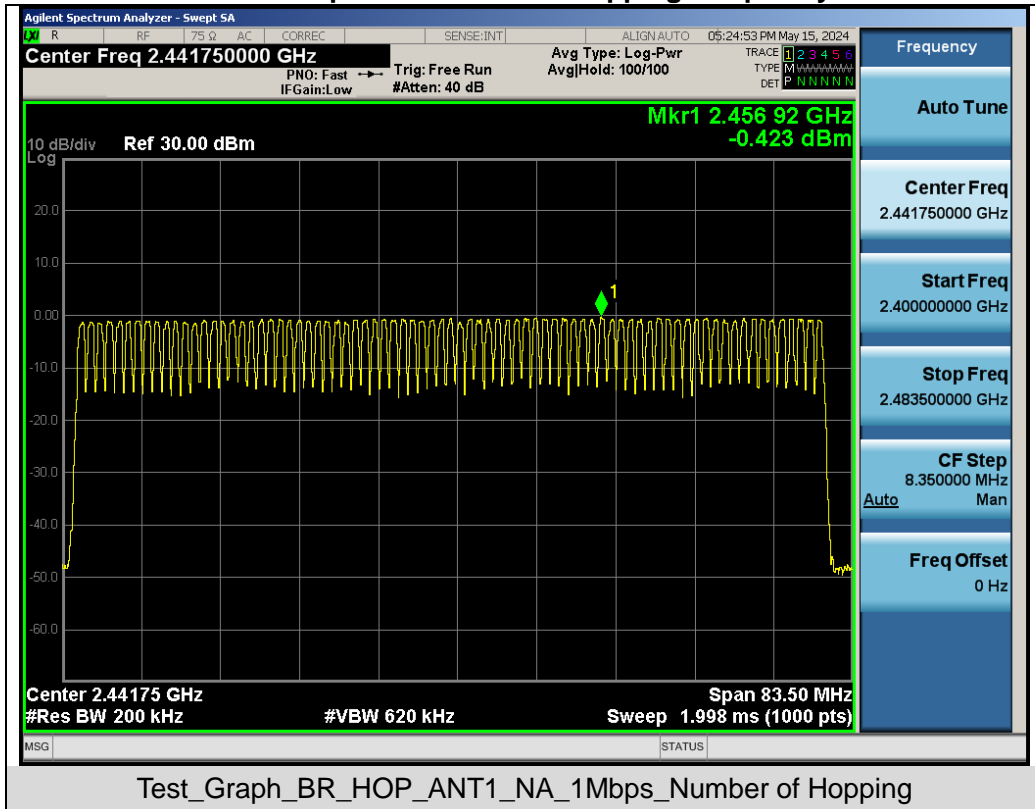 Agilent Spectrum Analyzer - Swept SA
LXI R RF 75 Ω AC CORREC SENSE:INT ALIGN AUTO 05:24:53 PM May 15, 2024
Center Freq 2.441750000 GHz
PNO: Fast
IFGain:Low
Trig: Free Run
#Atten: 40 dB
Avg Type: Log-Pwr
Avg|Hold: 100/100
TRACE 1 2 3 4 5 6
TYPE M
DET P N N N N N
Mkr1 2.456 92 GHz
-0.423 dBm
10 dB/div Ref 30.00 dBm
Log
20.0
10.0
0.00
-10.0
-20.0
-30.0
-40.0
-50.0
-60.0
1
Center 2.44175 GHz Span 83.50 MHz
#Res BW 200 kHz #VBW 620 kHz Sweep 1.998 ms (1000 pts)
MSG STATUS
Frequency
Auto Tune
Center Freq
2.441750000 GHz
Start Freq
2.400000000 GHz
Stop Freq
2.483500000 GHz
CF Step
8.350000 MHz
Auto Man
Freq Offset
0 Hz
Test_Graph_BR_HOP_ANT1_NA_1Mbps_Number of Hopping